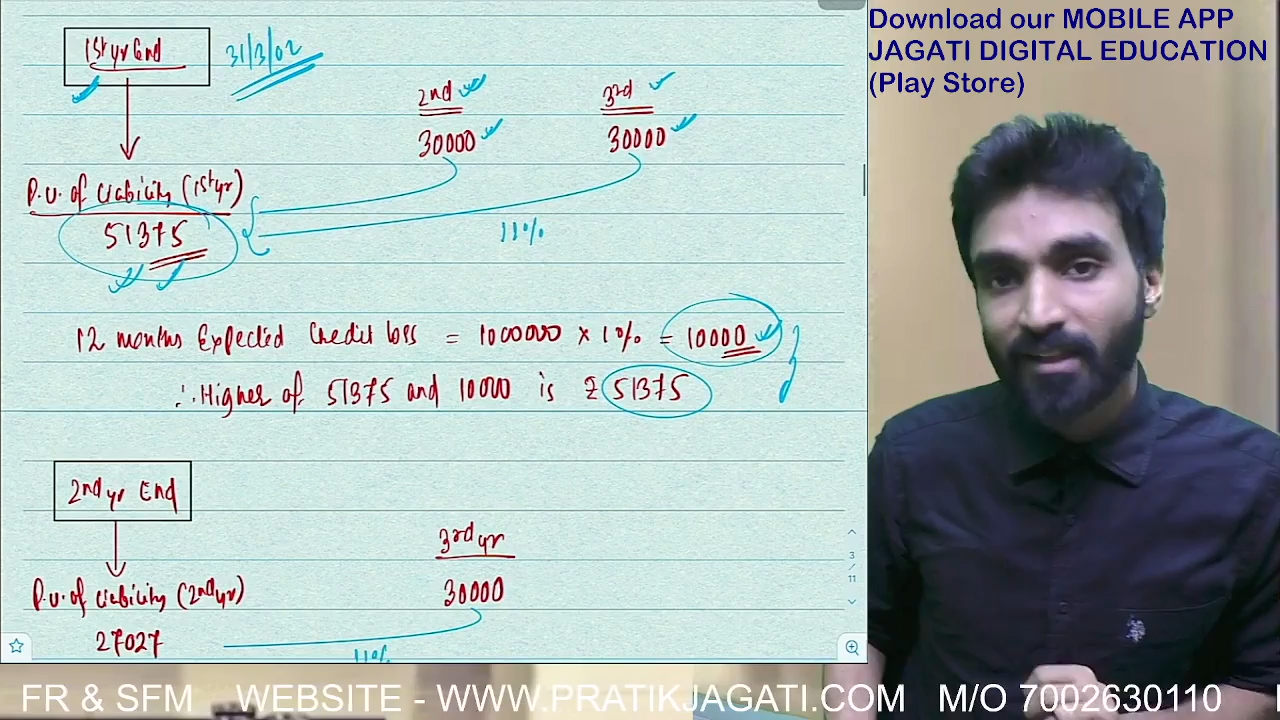 Download our MOBILE APP
JAGATI DIGITAL EDUCATION
(Play Store)
1st yr End
31/3/02
2nd
3rd
30000
30000
P.V. of Liability (1st yr)
51375
11%
12 months Expected Credit loss = 1000000 × 1% = 10000
∴ Higher of 51375 and 10000 is ₹ 51375
2nd yr End
3rd yr
30000
P.V. of Liability (2nd yr)
27027
11%
3
/
11
FR & SFM WEBSITE - WWW.PRATIKJAGATI.COM M/O 7002630110